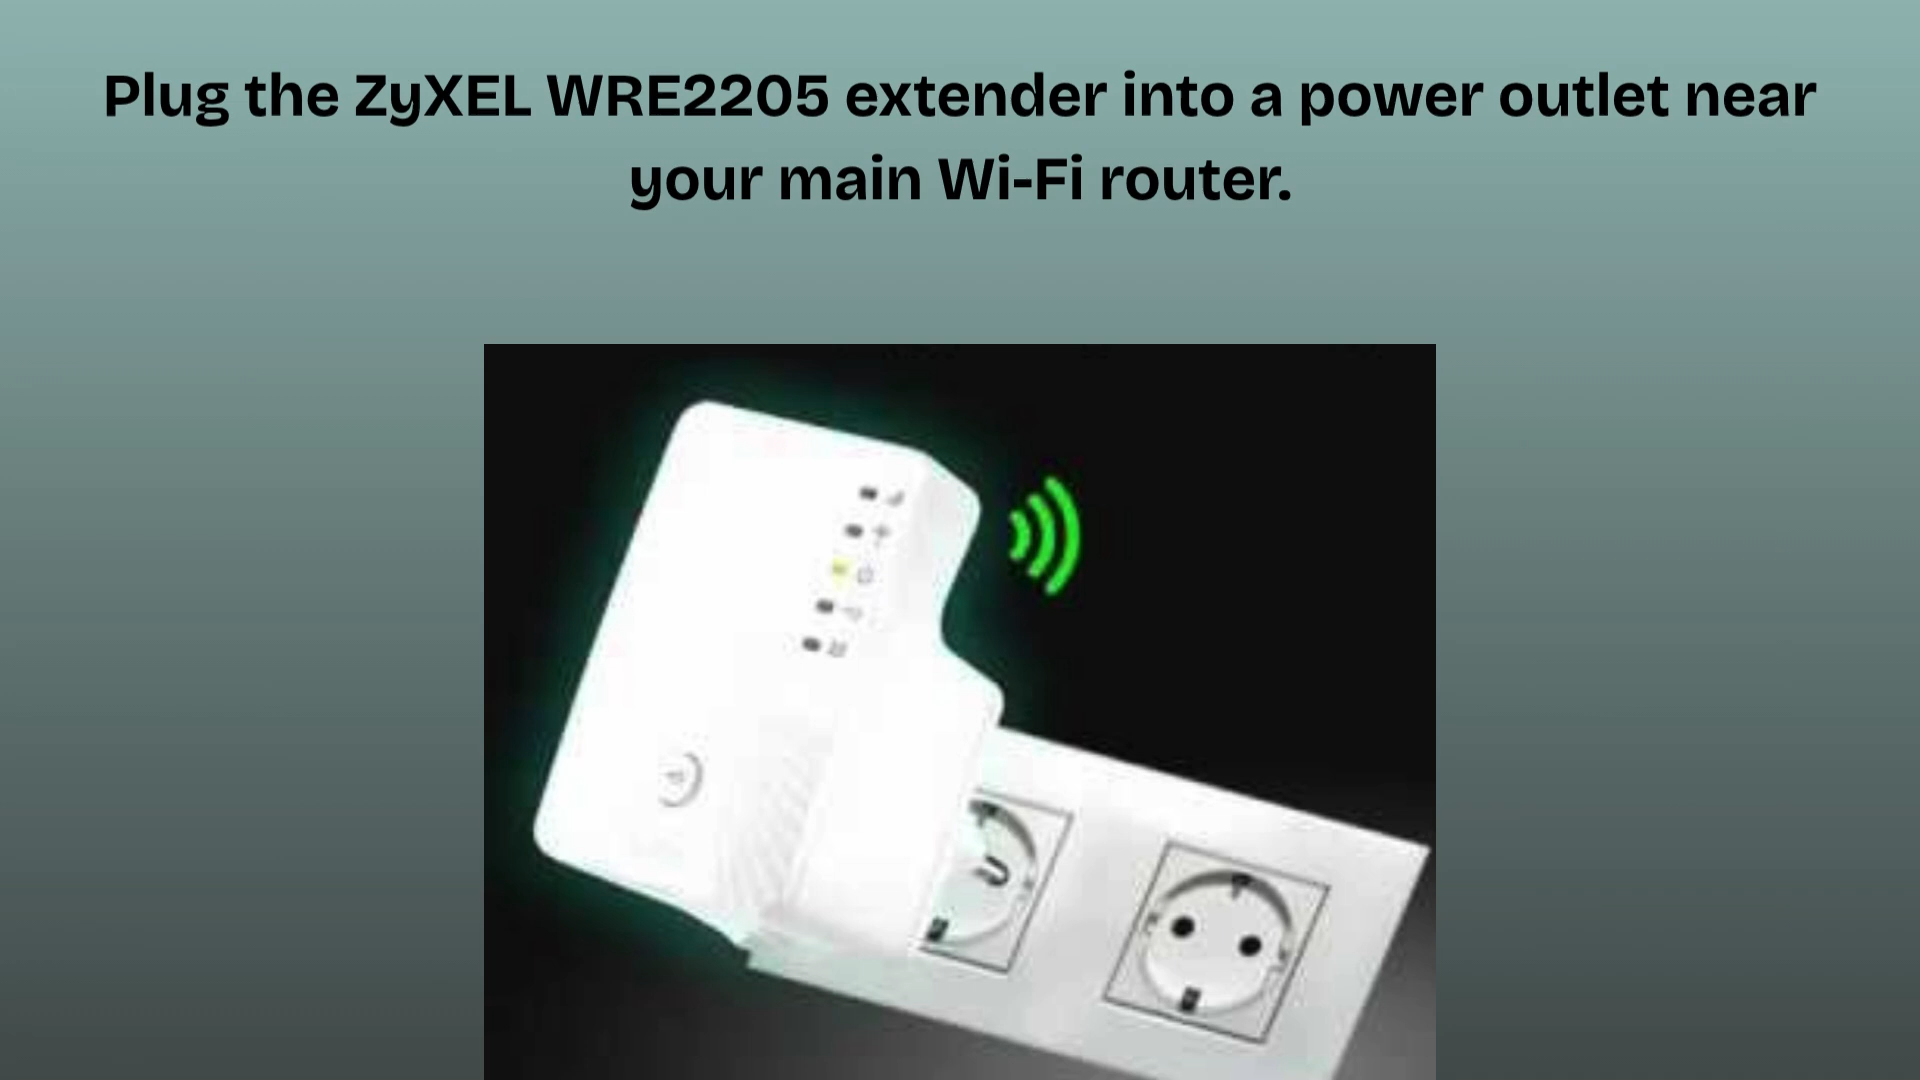 Plug the ZyXEL WRE2205 extender into a power outlet near
your main Wi-Fi router.